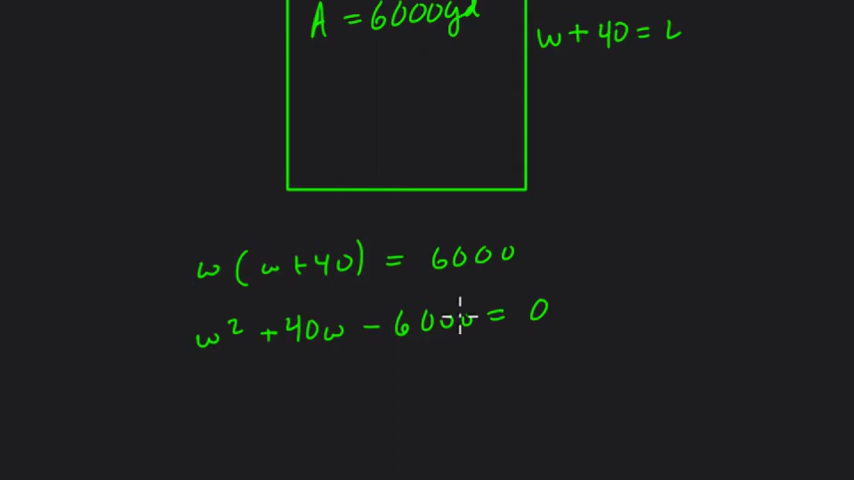 A = 6000yd
w + 40 = L
w (w + 40) = 6000
w² + 40w - 6000 = 0